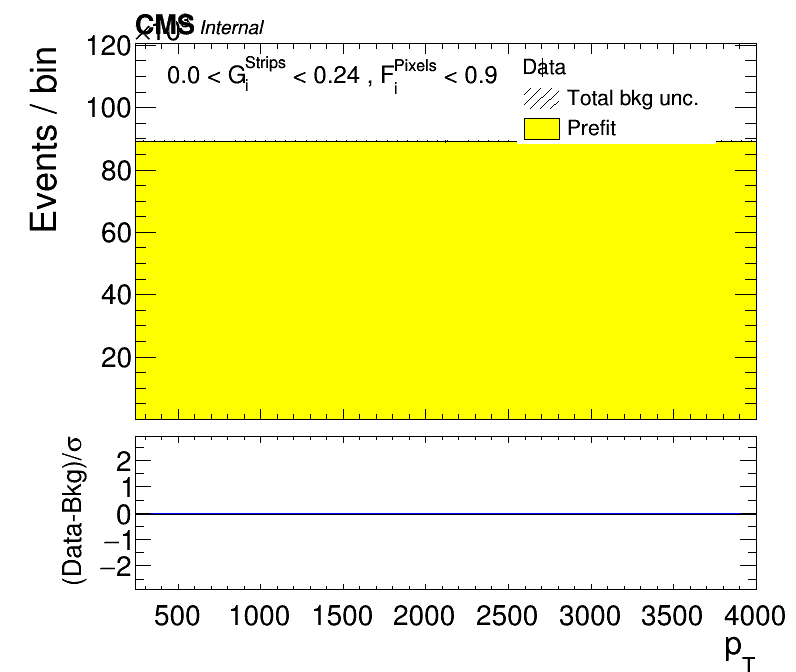 CMS Internal
120
0.0 < G_i^Strips < 0.24 , F_i^Pixels < 0.9
Data
Total bkg unc.
Prefit
Events / bin
100
80
60
40
20
(Data-Bkg)/σ
2
1
0
−1
−2
500 1000 1500 2000 2500 3000 3500 4000
p_T